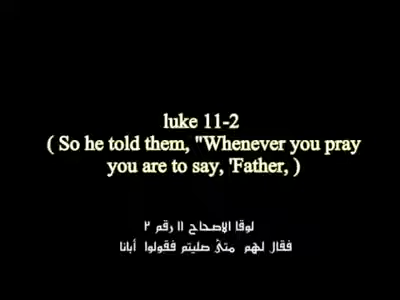 luke 11-2
( So he told them, "Whenever you pray
you are to say, 'Father, )
لوقا الاصحاح ١١ رقم ٢
فقال لهم متىّ صليتم فقولوا أبانا